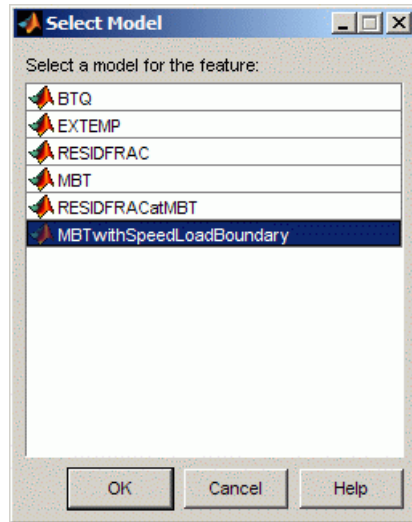 Select Model
Select a model for the feature:
BTQ
EXTEMP
RESIDFRAC
MBT
RESIDFRACatMBT
MBTwithSpeedLoadBoundary
OK Cancel Help